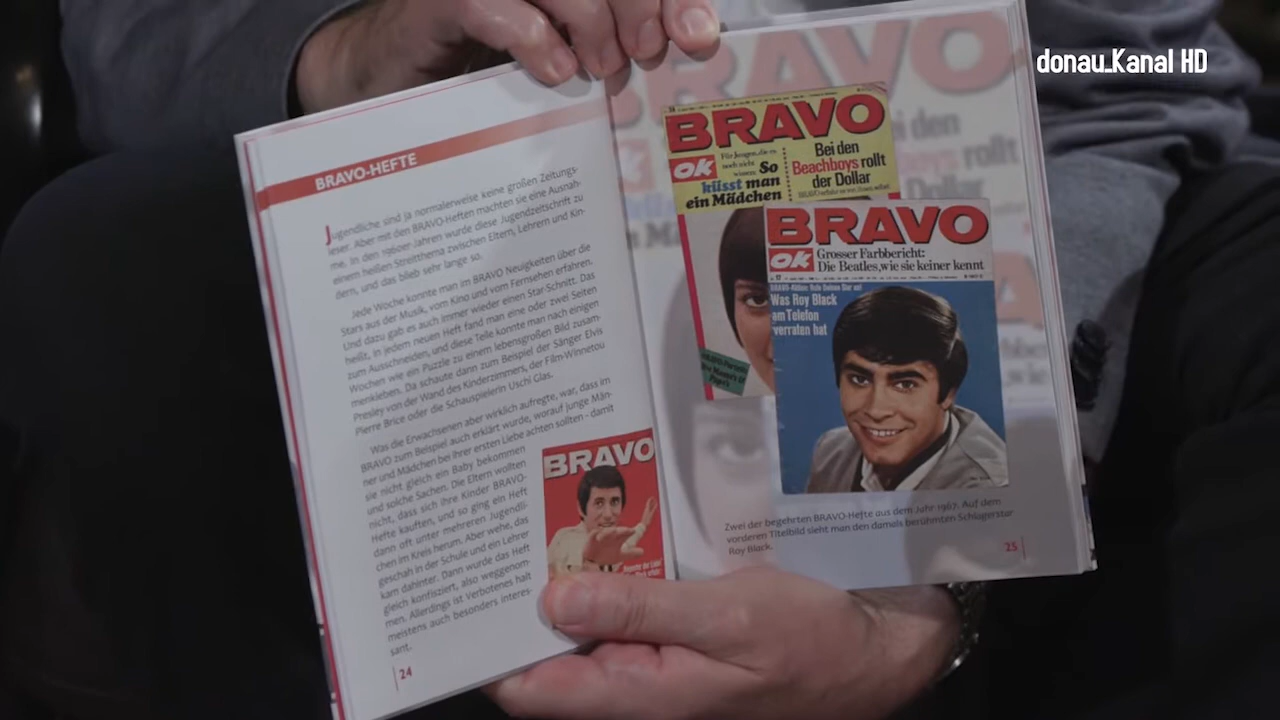 donau_Kanal HD
BRAVO-HEFTE
Jugendliche sind ja normalerweise keine großen Zeitungs-
leser. Aber mit den BRAVO-Heften machten sie eine Ausnah-
me. In den 1960er Jahren wurde diese Jugendzeitschrift zu
einem heißen Streitthema zwischen Eltern, Lehrern und Kin-
dern, und das blieb sehr lange so.
Jede Woche konnte man im BRAVO Neuigkeiten über die
Stars aus der Musik, vom Kino und vom Fernsehen erfahren.
Und dazu gab es auch immer wieder einen Star-Schnitt. Das
heißt, in jedem neuen Heft fand man eine oder zwei Seiten
zum Ausschneiden, und diese Teile konnte man nach einigen
Wochen wie ein Puzzle zu einem lebensgroßen Bild zusam-
menkleben. Da schaute dann zum Beispiel der Sänger Elvis
Presley von der Wand des Kinderzimmers, der Film-Winnetou
Pierre Brice oder die Schauspielerin Uschi Glas.
Was die Erwachsenen aber wirklich aufregte, war, dass im
BRAVO zum Beispiel auch erklärt wurde, worauf junge Män-
ner und Mädchen bei ihrer ersten Liebe achten sollten – damit
sie nicht gleich ein Baby bekommen
und solche Sachen. Die Eltern wollten
nicht, dass sich ihre Kinder BRAVO-
Hefte kauften, und so ging ein Heft
dann oft unter mehreren Jugendli-
chen im Kreis herum. Aber wehe, das
geschah in der Schule und ein Lehrer
kam dahinter. Dann wurde das Heft
gleich konfisziert, also weggenom-
men. Allerdings ist Verbotenes halt
meistens auch besonders interes-
sant.
24
BRAVO
BRAVO
BRAVO
ok
Für Jungen, die es
noch nicht
wissen: So
küsst man
ein Mädchen
Bei den
Beachboys rollt
der Dollar
BRAVO
ok
Grosser Farbbericht:
Die Beatles, wie sie keiner kennt
BRAVO-Aktion: Rufe Deinen Star an!
Was Roy Black
am Telefon
verraten hat
Zwei der begehrten BRAVO-Hefte aus dem Jahr 1967. Auf dem
vorderen Titelbild sieht man den damals berühmten Schlagerstar
Roy Black.
25